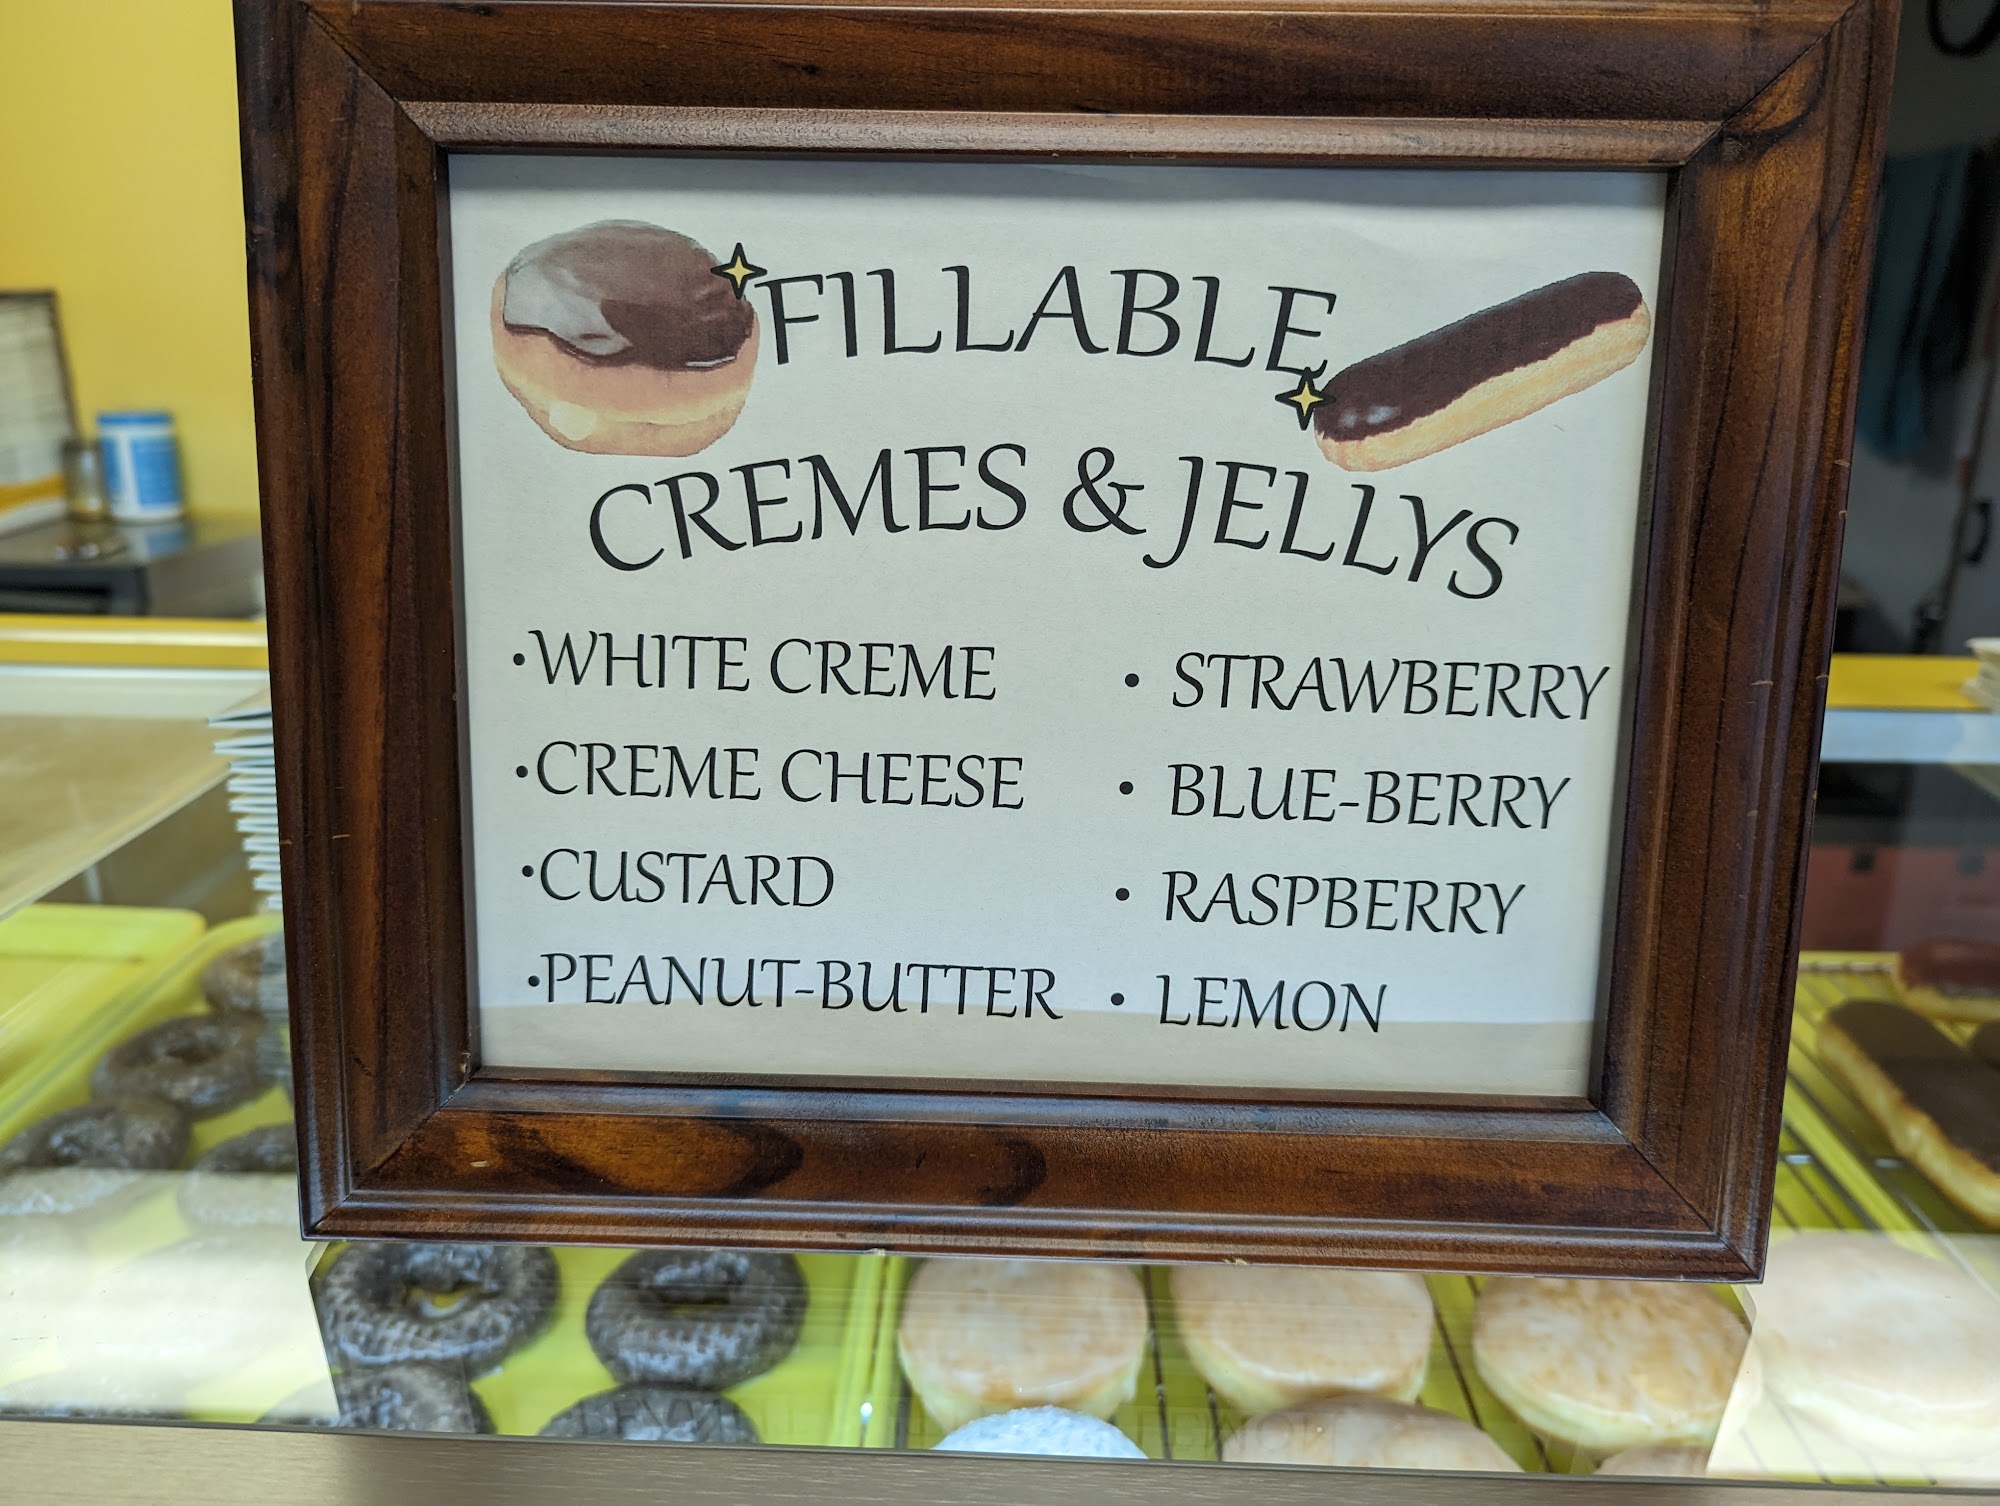 FILLABLE
CREMES & JELLYS
•WHITE CREME
•CREME CHEESE
•CUSTARD
•PEANUT-BUTTER
• STRAWBERRY
• BLUE-BERRY
• RASPBERRY
• LEMON